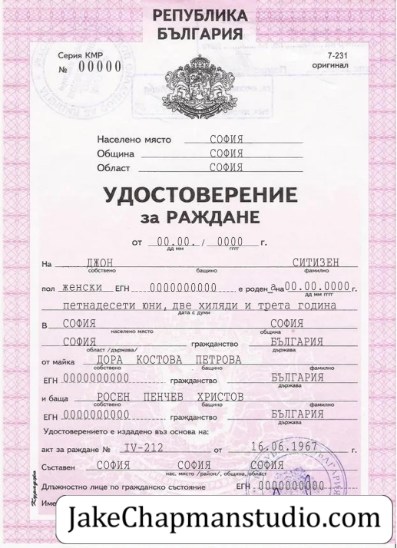 РЕПУБЛИКА
БЪЛГАРИЯ
Серия КМР
№ 00000
7-231
оригинал
Населено място СОФИЯ
Община СОФИЯ
Област СОФИЯ
УДОСТОВЕРЕНИЕ
за РАЖДАНЕ
от 00.00. / 0000 г.
дд мм гггг
На ДЖОН СИТИЗЕН
собствено бащино фамилно
пол женски ЕГН 0000000000 е роден а на 00.00.0000 г.
дд мм гггг
петнадесети юни, две хиляди и трета година
дата с думи
В СОФИЯ СОФИЯ
населено място община
СОФИЯ гражданство БЪЛГАРИЯ
област /държава/ държава
от майка ДОРА КОСТОВА ПЕТРОВА
собствено бащино фамилно
ЕГН 0000000000 гражданство БЪЛГАРИЯ
държава
и баща РОСЕН ПЕНЧЕВ ХРИСТОВ
собствено бащино фамилно
ЕГН 0000000000 гражданство БЪЛГАРИЯ
държава
Удостоверението е издадено въз основа на:
акт за раждане № IV-212 от 16.06.1967 г.
Съставен СОФИЯ СОФИЯ СОФИЯ
нас. място/ район/, община, област
Длъжностно лице по гражданско състояние ЕГН 0000000000
Име
JakeChapmanstudio.com